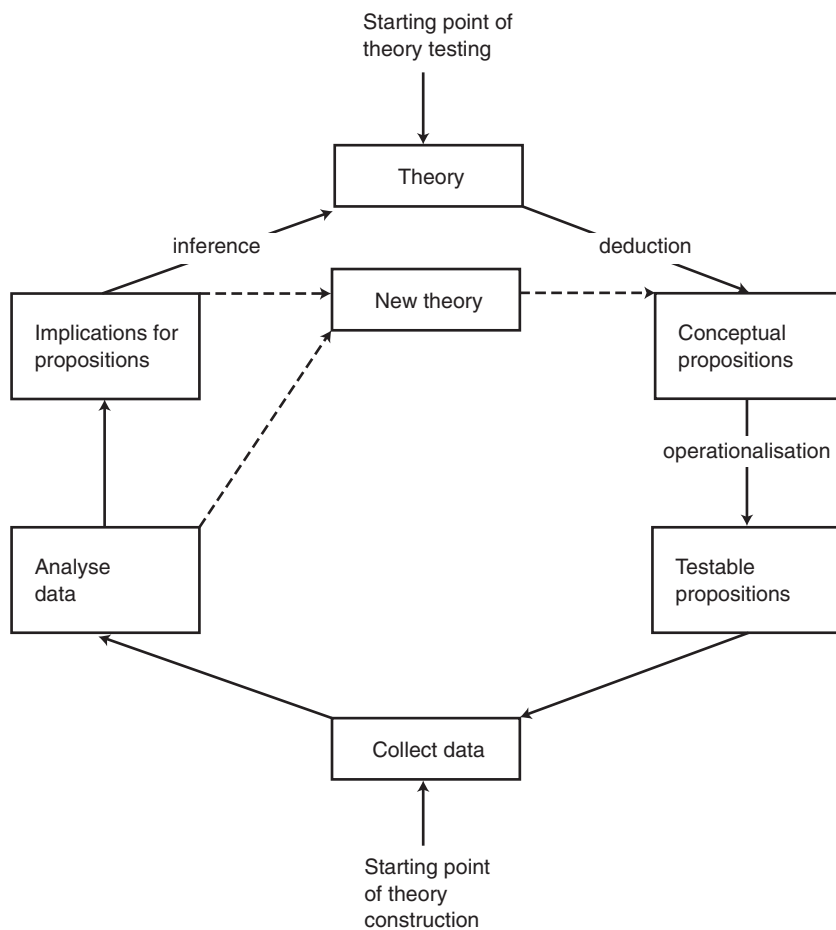 Starting point of
theory testing
Theory
inference
deduction
New theory
Implications for
propositions
Conceptual
propositions
operationalisation
Analyse
data
Testable
propositions
Collect data
Starting point
of theory
construction